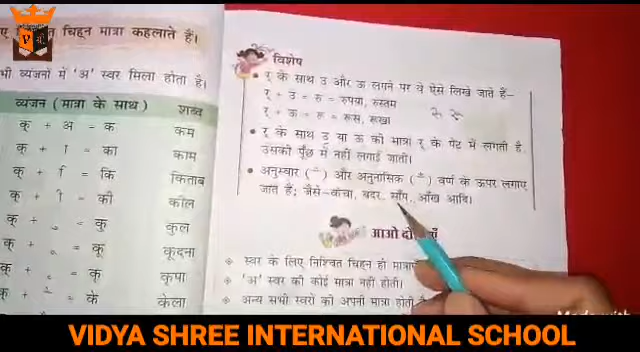 चिह्न मात्रा कहलाते हैं।
भी व्यंजनों में 'अ' स्वर मिला होता है।
व्यंजन (मात्रा के साथ) शब्द
क् + अ = क कम
क् + ा = का काम
क् + ि = कि किताब
क् + ी = की कील
क् + ु = कु कुल
क् + ू = कू कूदना
क् + ृ = कृ कृपा
क् + े = के केला
विशेष
• र् के साथ उ और ऊ लगने पर ये ऐसे लिखे जाते हैं–
र् + उ = रु = रुपया, रुस्तम
र् + ऊ = रू = रूस, रूखा
• र् के साथ उ या ऊ की मात्रा र् के पेट में लगती है,
उसकी पूँछ में नहीं लगाई जाती।
• अनुस्वार (ं) और अनुनासिक (ँ) वर्ण के ऊपर लगाए
जाते हैं; जैसे– कंचा, बंदर, साँप, आँख आदि।
आओ दो
❖ स्वर के लिए निश्चित चिह्न ही मात्रा
❖ 'अ' स्वर की कोई मात्रा नहीं होती।
❖ अन्य सभी स्वरों की अपनी मात्रा होती
VIDYA SHREE INTERNATIONAL SCHOOL